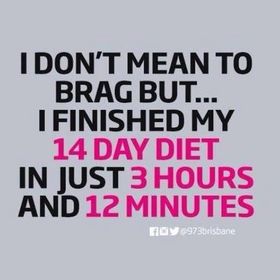 I DON'T MEAN TO
BRAG BUT...
I FINISHED MY
14 DAY DIET
IN JUST 3 HOURS
AND 12 MINUTES
@973brisbane